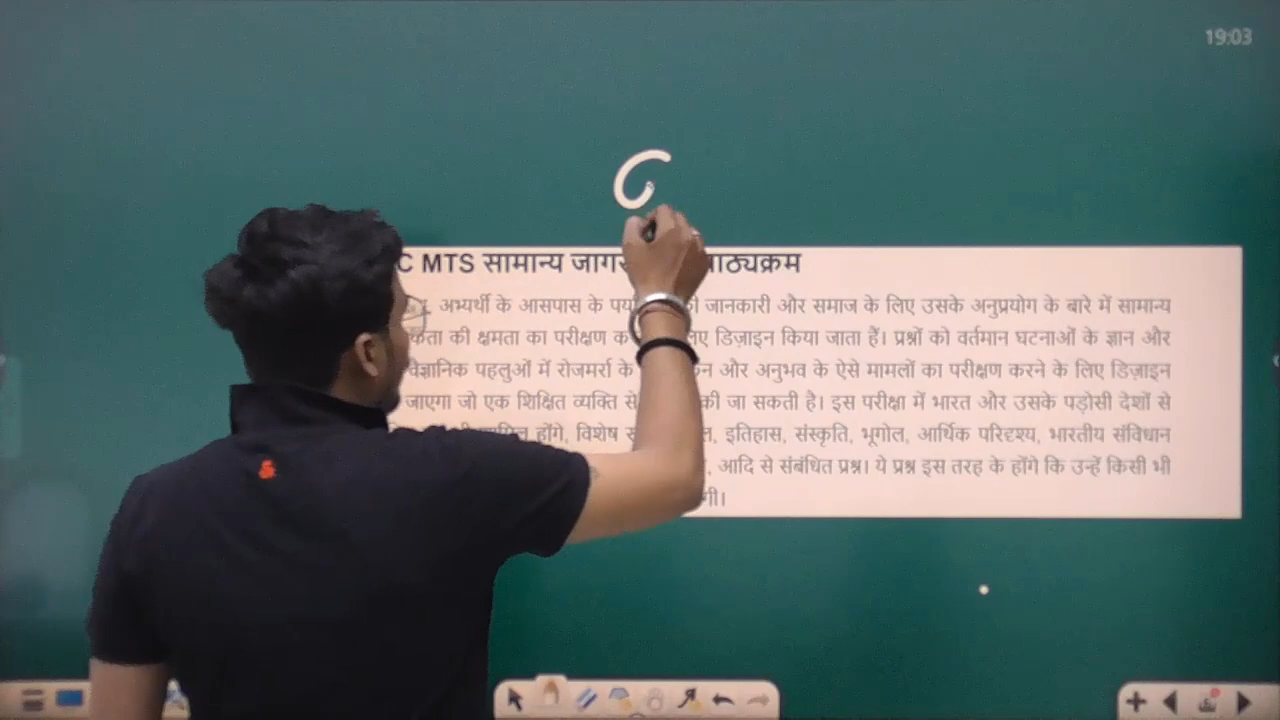 19:03
C
C MTS सामान्य पाठ्यक्रम
अभ्यर्थी के आसपास के जानकारी और समाज के लिए उसके अनुप्रयोग के बारे में सामान्य
की क्षमता का परीक्षण डिज़ाइन किया जाता हैं। प्रश्नों को वर्तमान घटनाओं के ज्ञान और
वैज्ञानिक पहलुओं में रोजमर्रा के और अनुभव के ऐसे मामलों का परीक्षण करने के लिए डिज़ाइन
जाएगा जो एक शिक्षित व्यक्ति से की जा सकती है। इस परीक्षा में भारत और उसके पड़ोसी देशों से
होंगे, विशेष इतिहास, संस्कृति, भूगोल, आर्थिक परिदृश्य, भारतीय संविधान
, आदि से संबंधित प्रश्न। ये प्रश्न इस तरह के होंगे कि उन्हें किसी भी
गी।